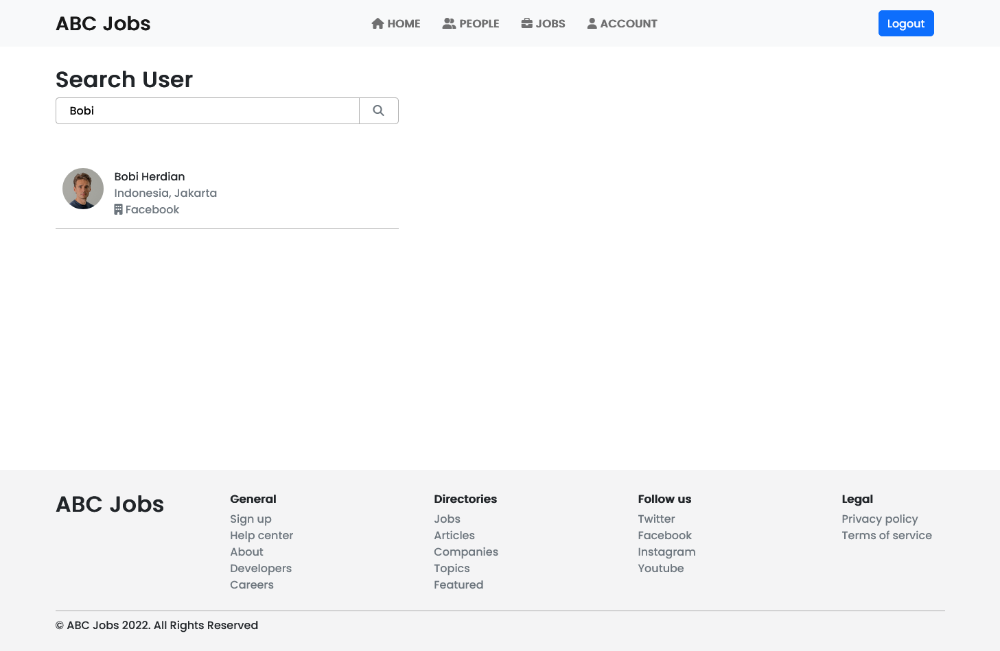 ABC Jobs
HOME
PEOPLE
JOBS
ACCOUNT
Logout
Search User
Bobi
Bobi Herdian
Indonesia, Jakarta
Facebook
ABC Jobs
General
Sign up
Help center
About
Developers
Careers
Directories
Jobs
Articles
Companies
Topics
Featured
Follow us
Twitter
Facebook
Instagram
Youtube
Legal
Privacy policy
Terms of service
© ABC Jobs 2022. All Rights Reserved